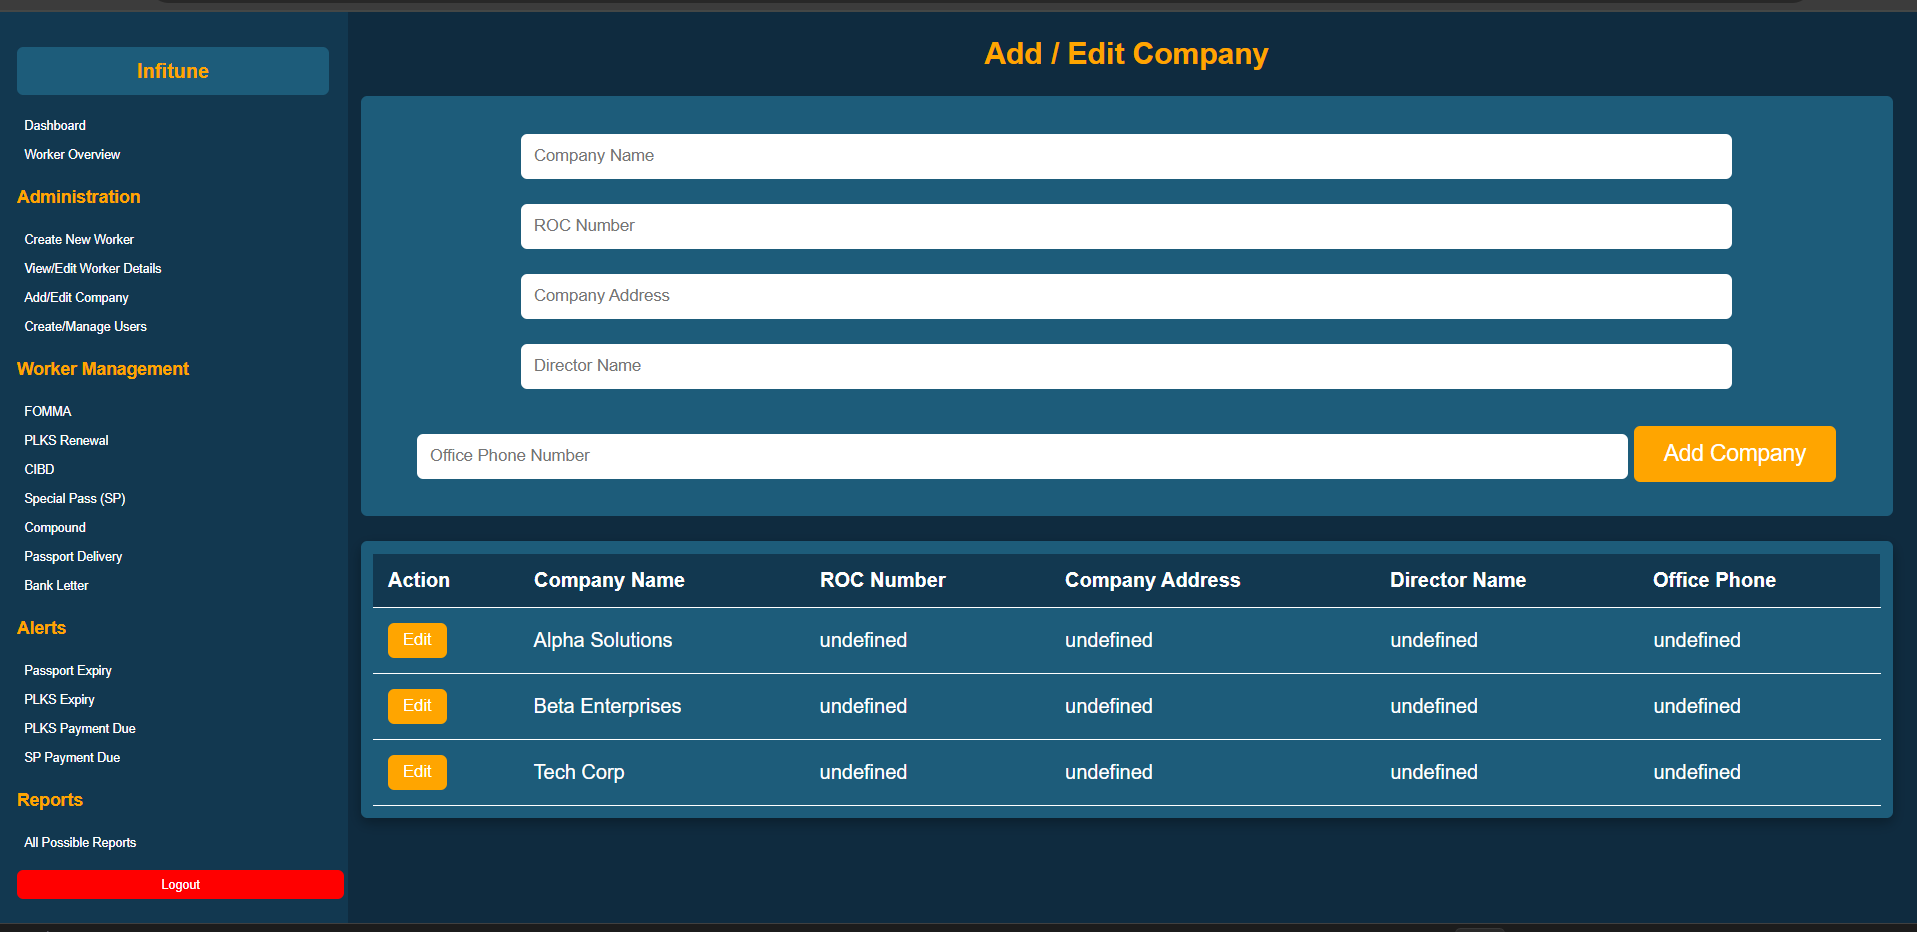 Infitune
Dashboard
Worker Overview
Administration
Create New Worker
View/Edit Worker Details
Add/Edit Company
Create/Manage Users
Worker Management
FOMMA
PLKS Renewal
CIBD
Special Pass (SP)
Compound
Passport Delivery
Bank Letter
Alerts
Passport Expiry
PLKS Expiry
PLKS Payment Due
SP Payment Due
Reports
All Possible Reports
Logout
Add / Edit Company
Company Name
ROC Number
Company Address
Director Name
Office Phone Number Add Company
Action Company Name ROC Number Company Address Director Name Office Phone
Edit Alpha Solutions undefined undefined undefined undefined
Edit Beta Enterprises undefined undefined undefined undefined
Edit Tech Corp undefined undefined undefined undefined